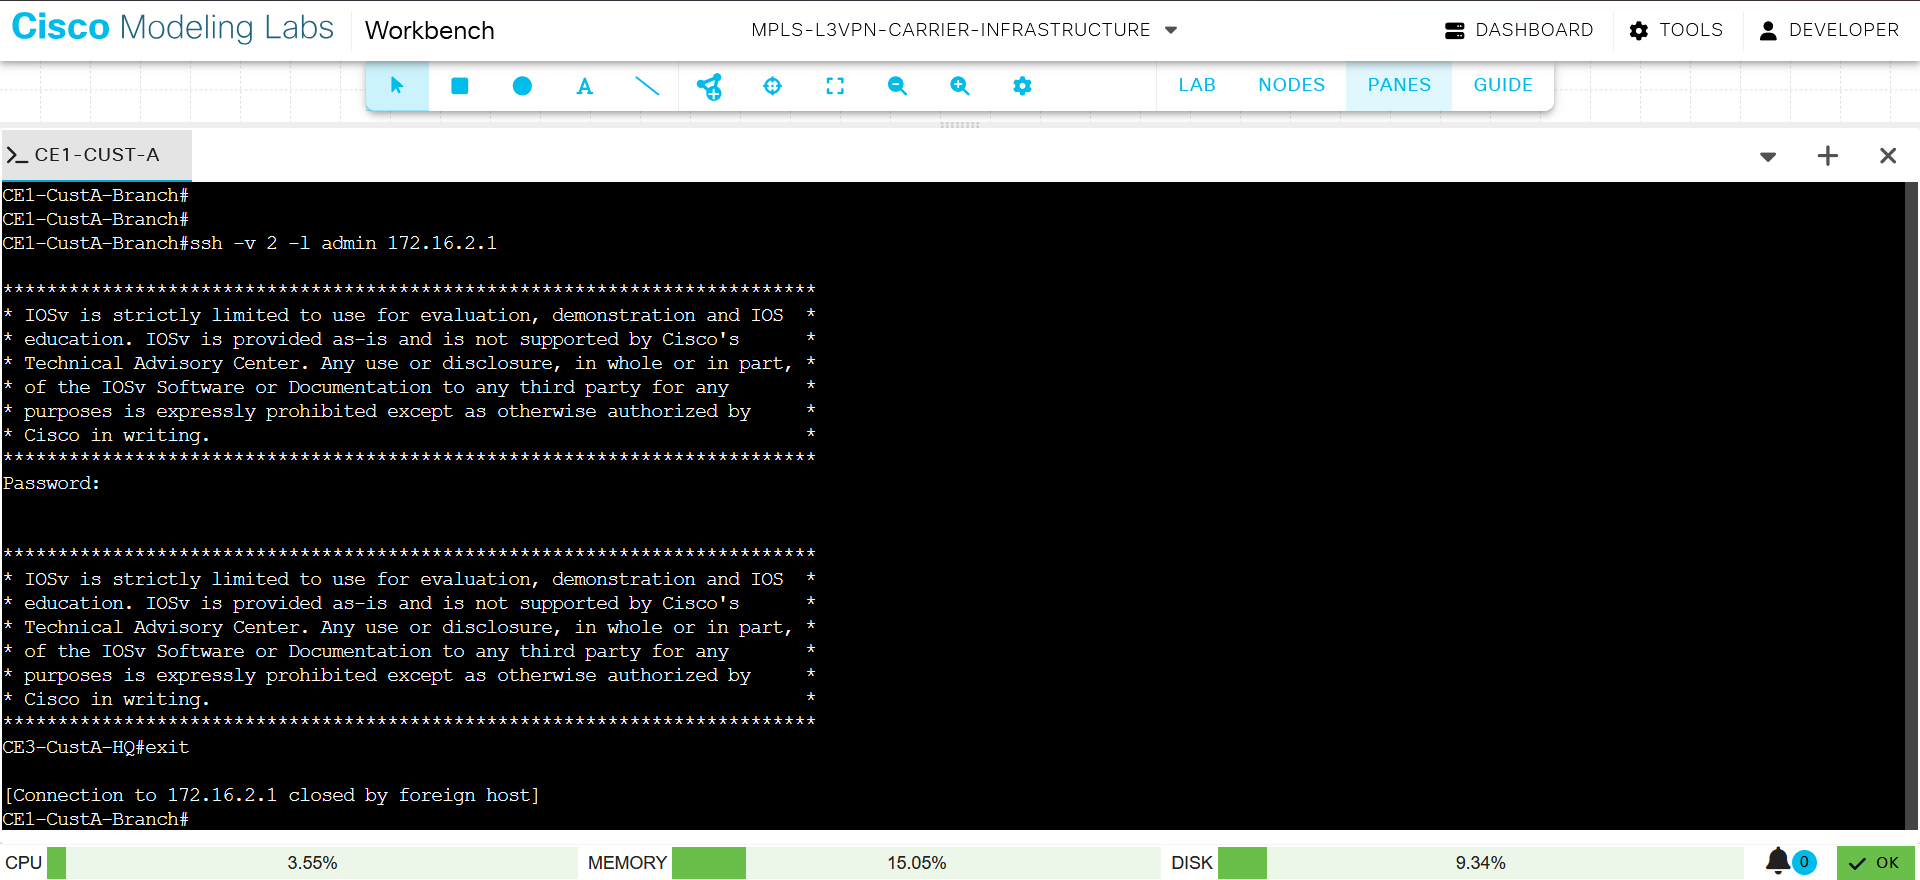 Cisco Modeling Labs Workbench MPLS-L3VPN-CARRIER-INFRASTRUCTURE DASHBOARD TOOLS DEVELOPER
A LAB NODES PANES GUIDE
CE1-CUST-A
CE1-CustA-Branch#
CE1-CustA-Branch#
CE1-CustA-Branch#ssh -v 2 -l admin 172.16.2.1
**************************************************************************
* IOSv is strictly limited to use for evaluation, demonstration and IOS  *
* education. IOSv is provided as-is and is not supported by Cisco's      *
* Technical Advisory Center. Any use or disclosure, in whole or in part, *
* of the IOSv Software or Documentation to any third party for any       *
* purposes is expressly prohibited except as otherwise authorized by     *
* Cisco in writing.                                                      *
**************************************************************************
Password:
**************************************************************************
* IOSv is strictly limited to use for evaluation, demonstration and IOS  *
* education. IOSv is provided as-is and is not supported by Cisco's      *
* Technical Advisory Center. Any use or disclosure, in whole or in part, *
* of the IOSv Software or Documentation to any third party for any       *
* purposes is expressly prohibited except as otherwise authorized by     *
* Cisco in writing.                                                      *
**************************************************************************
CE3-CustA-HQ#exit
[Connection to 172.16.2.1 closed by foreign host]
CE1-CustA-Branch#
CPU 3.55% MEMORY 15.05% DISK 9.34% 0 OK